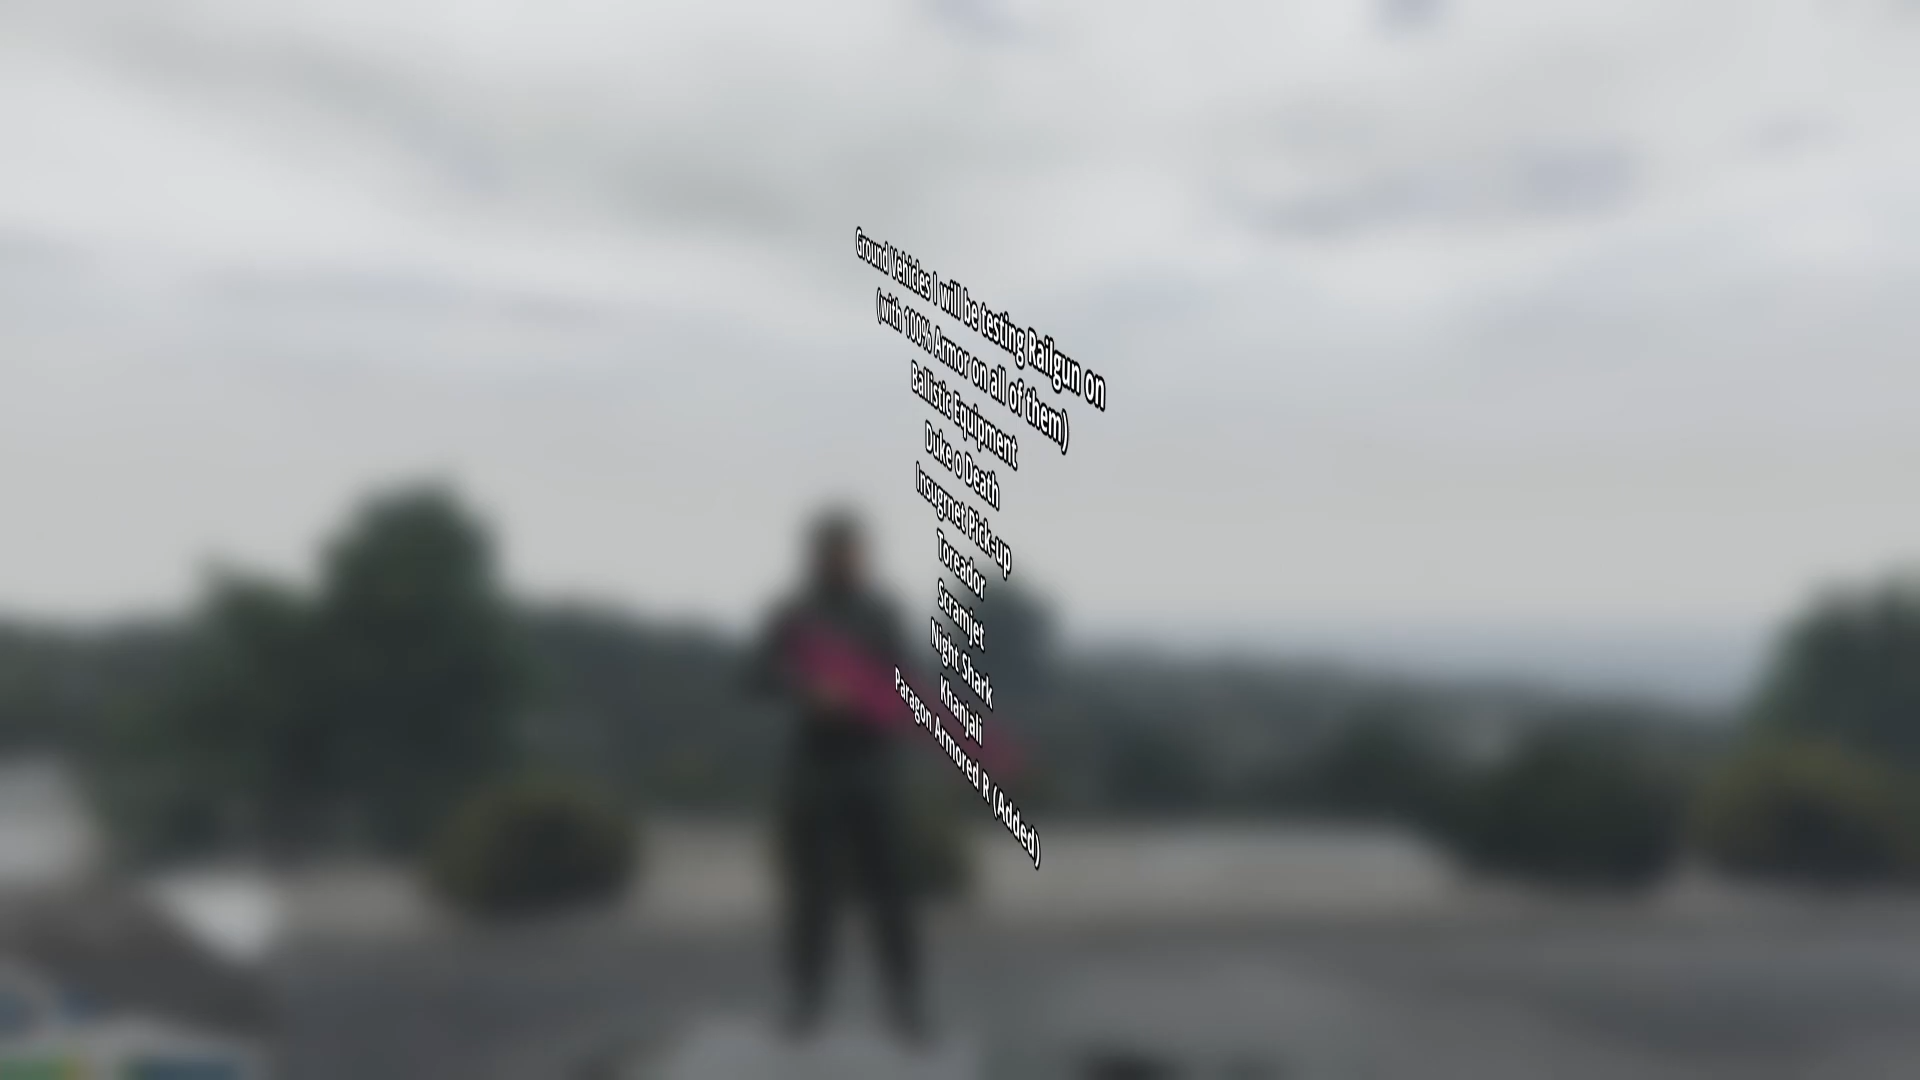 Ground Vehicles I will be testing Railgun on
(with 100% Armor on all of them)
Ballistic Equipment
Duke o Death
Insugrnet Pick-up
Toreador
Scramjet
Night Shark
Khanjali
Paragon Armored R (Added)